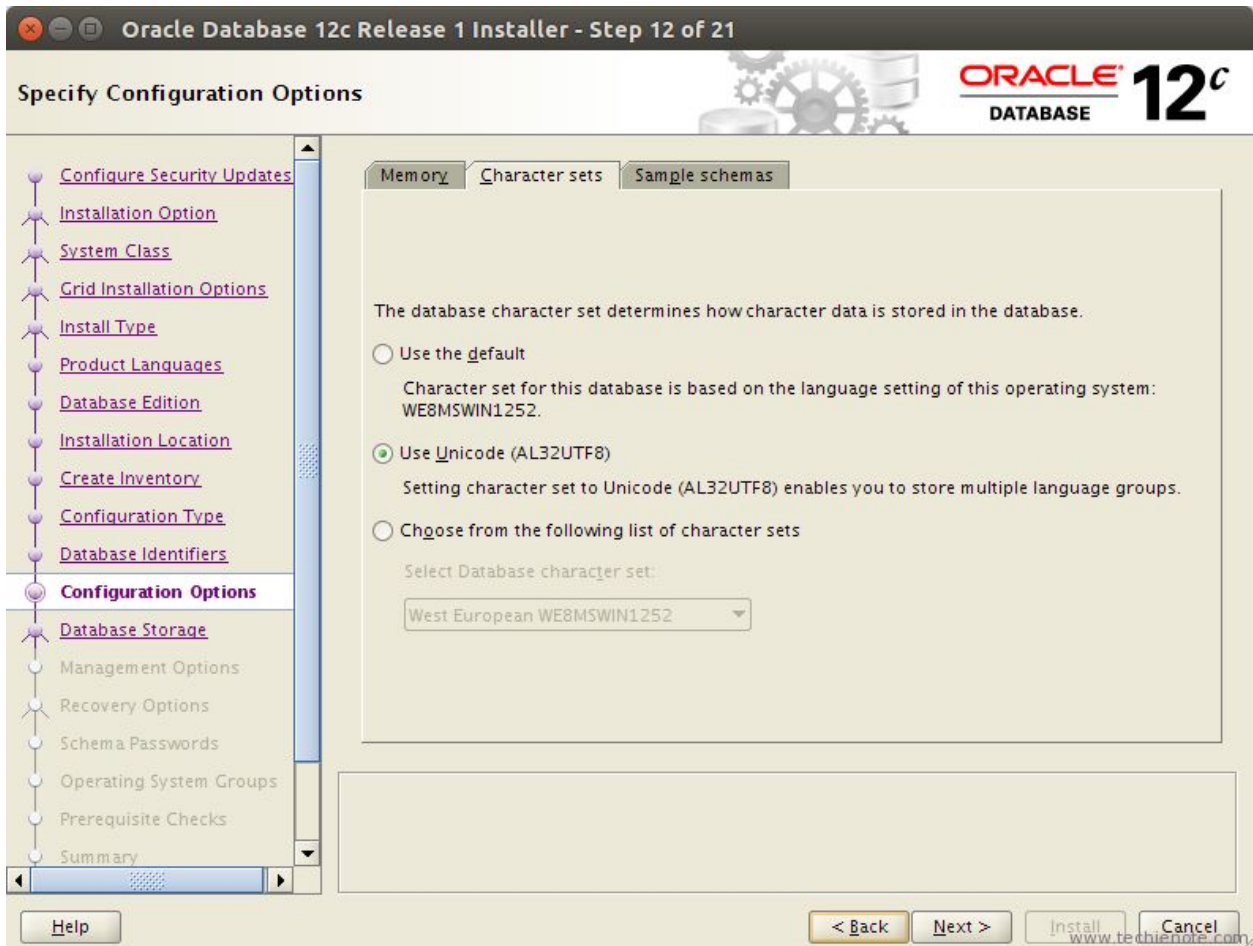 Oracle Database 12c Release 1 Installer - Step 12 of 21
Specify Configuration Options
ORACLE
DATABASE
12c
Configure Security Updates
Installation Option
System Class
Grid Installation Options
Install Type
Product Languages
Database Edition
Installation Location
Create Inventory
Configuration Type
Database Identifiers
Configuration Options
Database Storage
Management Options
Recovery Options
Schema Passwords
Operating System Groups
Prerequisite Checks
Summary
Memory
Character sets
Sample schemas
The database character set determines how character data is stored in the database.
Use the default
Character set for this database is based on the language setting of this operating system:
WE8MSWIN1252.
Use Unicode (AL32UTF8)
Setting character set to Unicode (AL32UTF8) enables you to store multiple language groups.
Choose from the following list of character sets
Select Database character set:
West European WE8MSWIN1252
Help
< Back
Next >
Install
Cancel
www.techienote.com